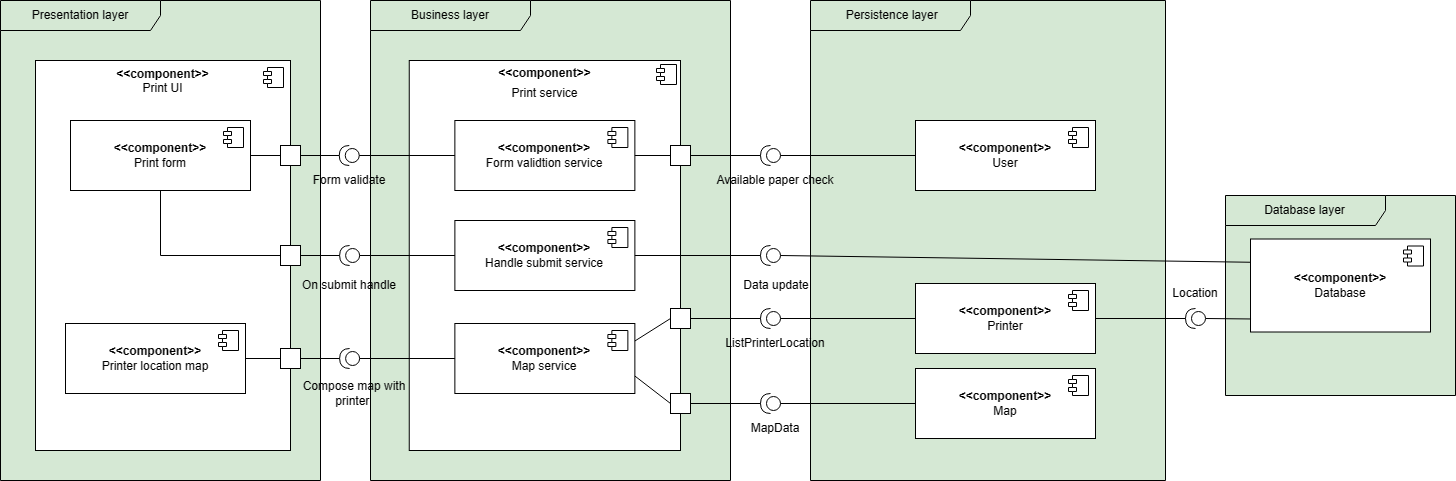 Presentation layer
Business layer
Persistence layer
<<component>>
Print UI
<<component>>
Print service
<<component>>
Print form
<<component>>
Form validtion service
<<component>>
User
Form validate
Available paper check
Database layer
<<component>>
Handle submit service
<<component>>
Database
On submit handle
Data update
Location
<<component>>
Printer
<<component>>
Printer location map
<<component>>
Map service
ListPrinterLocation
Compose map with
printer
<<component>>
Map
MapData